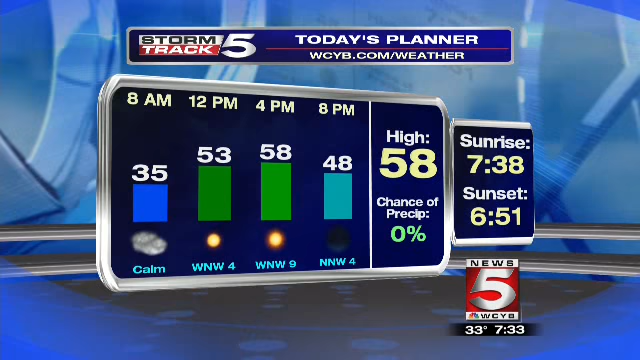 STORM TRACK 5
TODAY'S PLANNER
WCYB.COM/WEATHER
8 AM 12 PM 4 PM 8 PM
35 53 58 48
Calm WNW 4 WNW 9 NNW 4
High:
58
Chance of
Precip:
0%
Sunrise:
7:38
Sunset:
6:51
NEWS
5
WCYB
33° 7:33